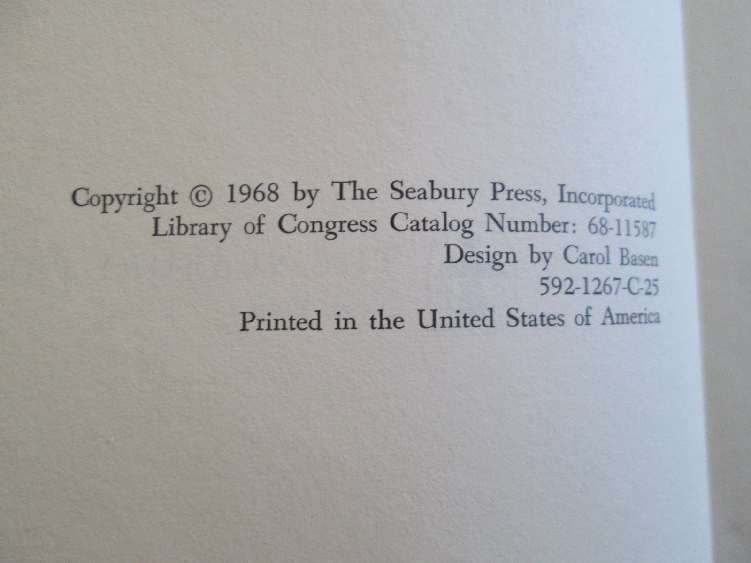 Copyright © 1968 by The Seabury Press, Incorporated
Library of Congress Catalog Number: 68-11587
Design by Carol Basen
592-1267-C-25
Printed in the United States of America